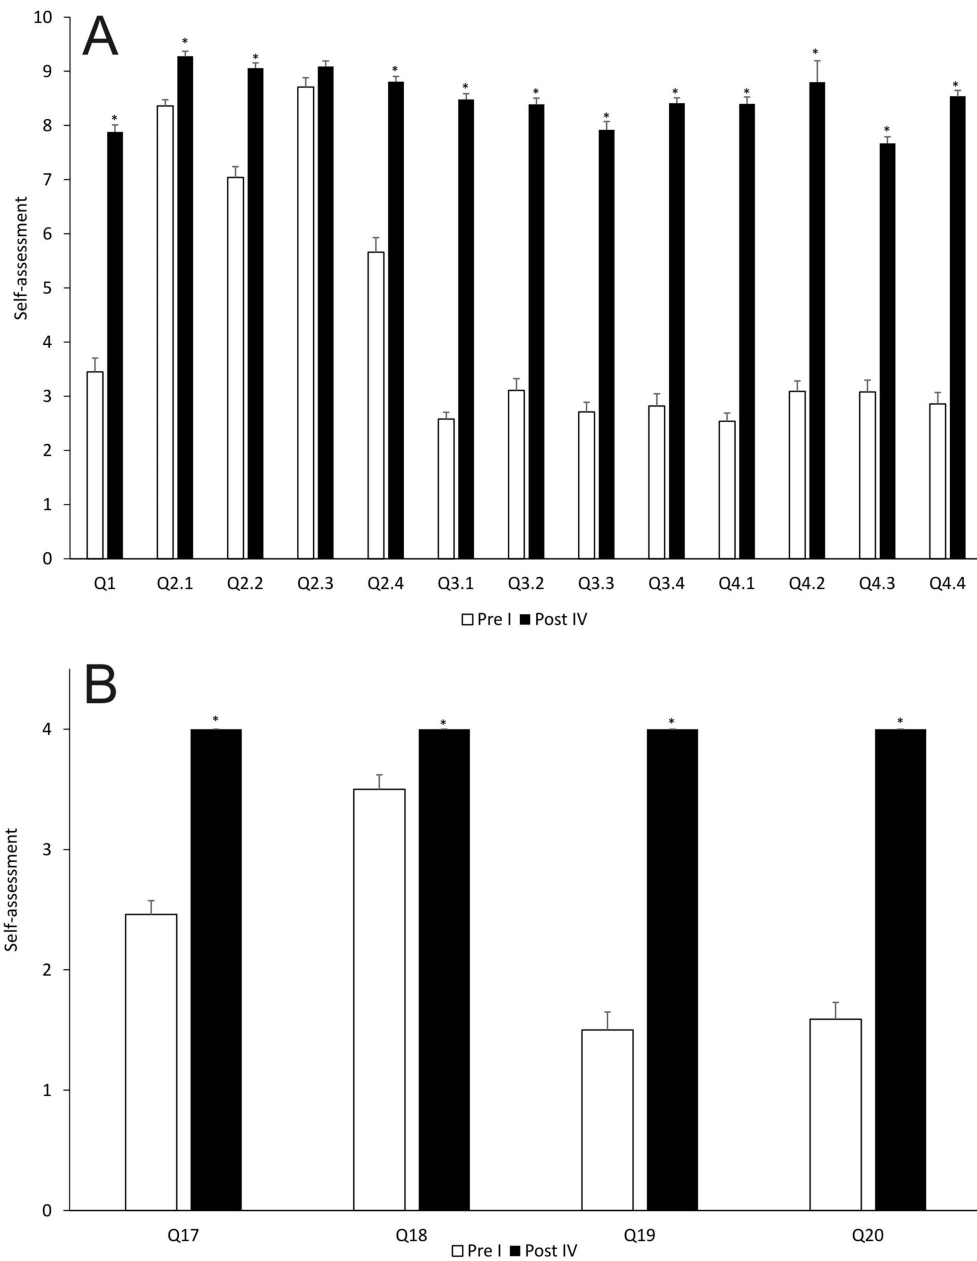 A
10
9
8
7
6
5
4
3
2
1
0
Self-assessment
* * * * * * * * * * * *
Q1 Q2.1 Q2.2 Q2.3 Q2.4 Q3.1 Q3.2 Q3.3 Q3.4 Q4.1 Q4.2 Q4.3 Q4.4
Pre I Post IV
B
4
3
2
1
0
Self-assessment
* * * *
Q17 Q18 Q19 Q20
Pre I Post IV